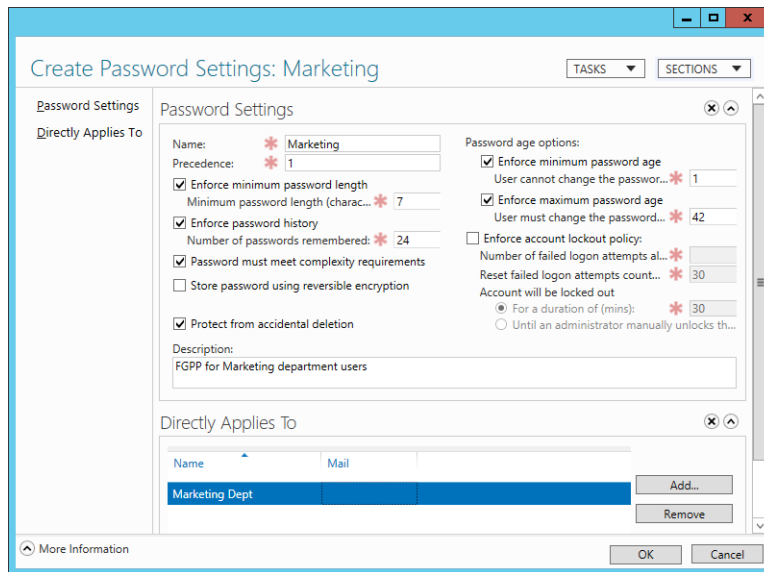 Create Password Settings: Marketing
TASKS
SECTIONS
Password Settings
Directly Applies To
Password Settings
Name:
Marketing
Precedence:
1
Enforce minimum password length
Minimum password length (charac...
7
Enforce password history
Number of passwords remembered:
24
Password must meet complexity requirements
Store password using reversible encryption
Protect from accidental deletion
Password age options:
Enforce minimum password age
User cannot change the passwor...
1
Enforce maximum password age
User must change the password...
42
Enforce account lockout policy:
Number of failed logon attempts al...
Reset failed logon attempts count...
30
Account will be locked out
For a duration of (mins):
30
Until an administrator manually unlocks th...
Description:
FGPP for Marketing department users
Directly Applies To
Name
Mail
Marketing Dept
Add...
Remove
More Information
OK
Cancel